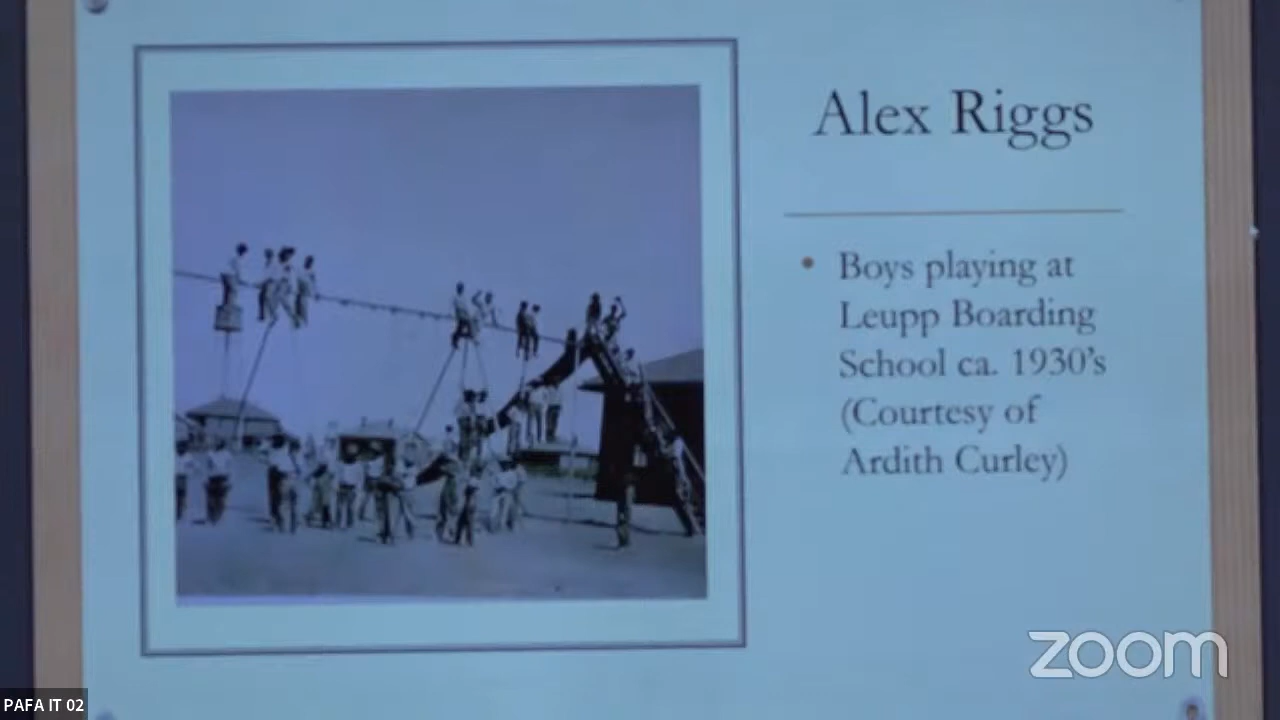 Alex Riggs
• Boys playing at
Leupp Boarding
School ca. 1930's
(Courtesy of
Ardith Curley)
zoom
PAFA IT 02